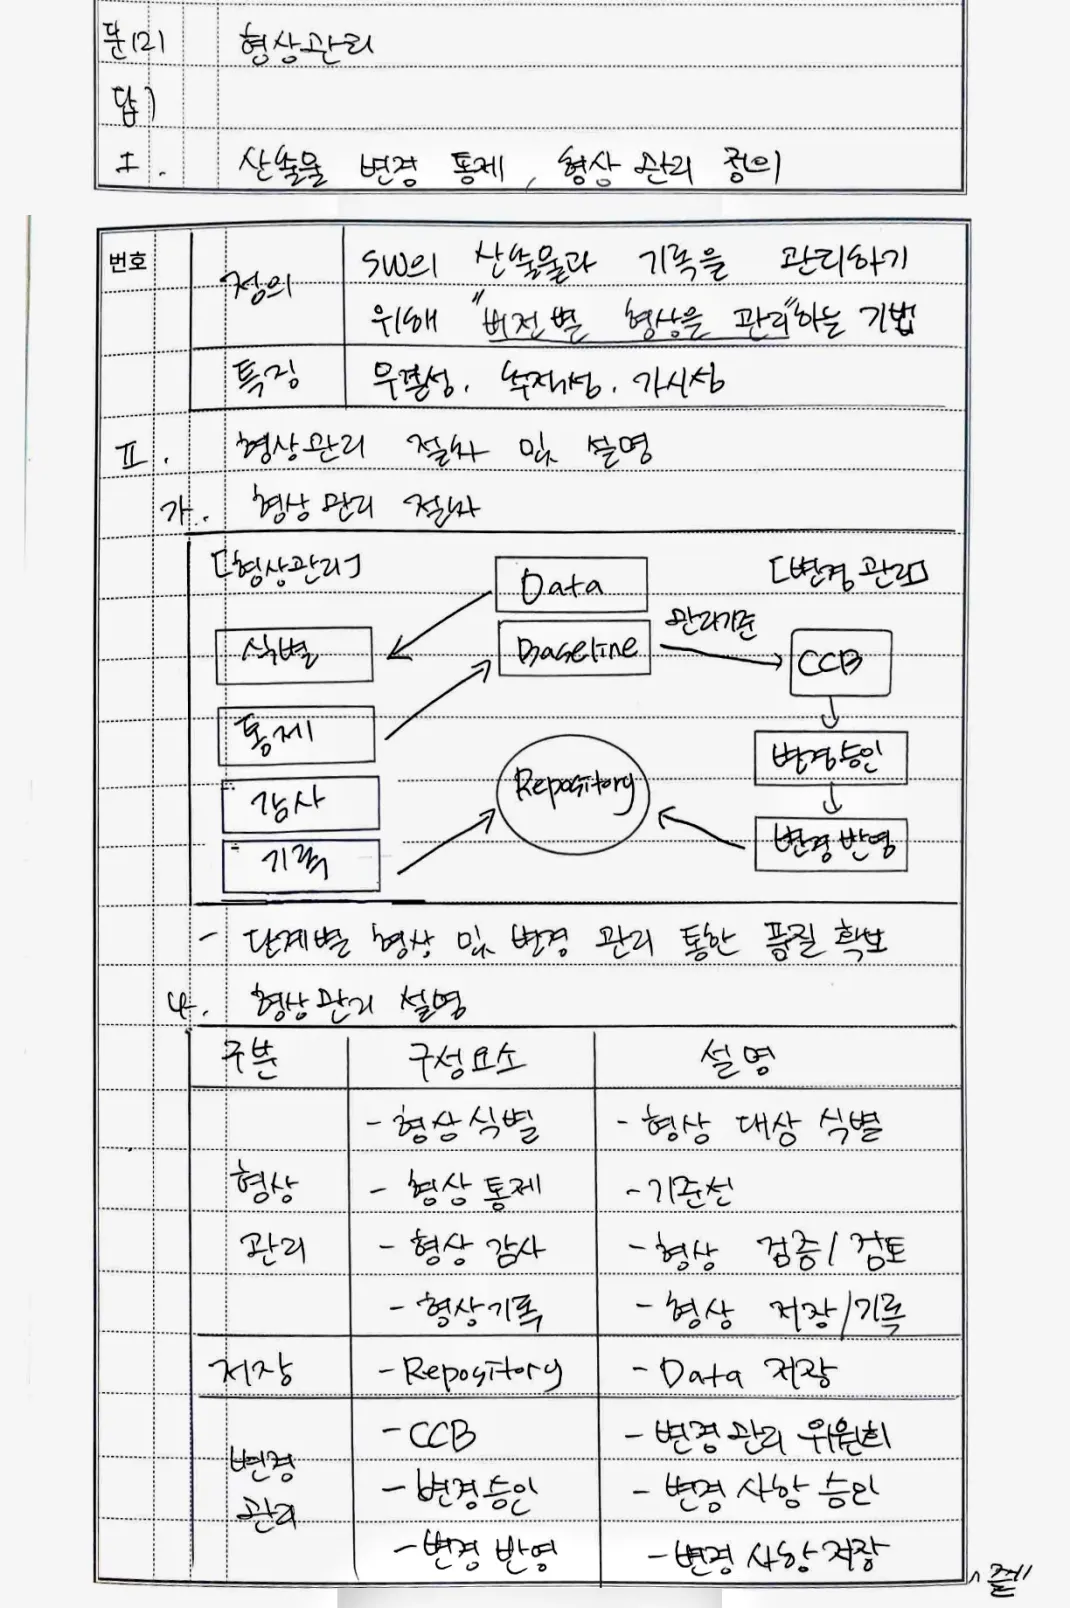 문12)
형상관리
답)
I. 산출물 변경 통제, 형상 관리 정의
번호
정의
SW의 산출물과 기록을 관리하기
위해 "버전별 형상을 관리"하는 기법
특징
무결성, 추적성, 가시성
II. 형상관리 절차 및 설명
가. 형상 관리 절차
[형상관리]
Data
[변경 관리]
식별
Baseline
관리기준
CCB
통제
변경승인
감사
Repository
기록
변경 반영
- 단계별 형상 및 변경 관리 통한 품질 확보
나. 형상 관리 설명
구분 구성요소 설명
- 형상 식별 - 형상 대상 식별
형상 - 형상 통제 - 기준선
관리 - 형상 감사 - 형상 검증/검토
- 형상기록 - 형상 저장/기록
저장 - Repository - Data 저장
- CCB - 변경 관리 위원회
변경 - 변경승인 - 변경 사항 승인
관리
- 변경 반영 - 변경 사항 저장